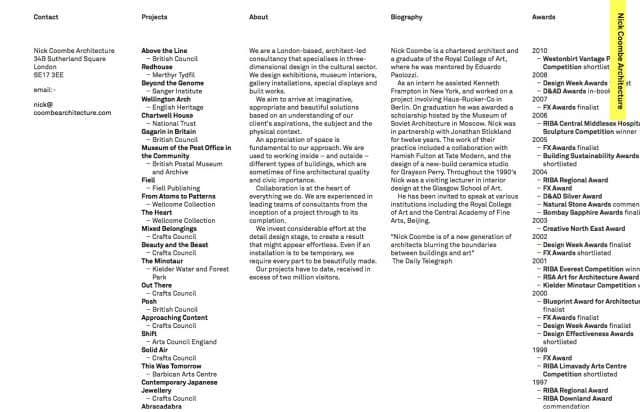 Contact
Nick Coombe Architecture
34B Sutherland Square
London
SE17 3EE
email:-
nick@
coombearchitecture.com
Projects
Above the Line
– British Council
Redhouse
– Merthyr Tydfil
Beyond the Genome
– Sanger Institute
Wellington Arch
– English Heritage
Chartwell House
– National Trust
Gagarin in Britain
– British Council
Museum of the Post Office in
the Community
– British Postal Museum
and Archive
Fiell
– Fiell Publishing
From Atoms to Patterns
– Wellcome Collection
The Heart
– Wellcome Collection
Mixed Belongings
– Crafts Council
Beauty and the Beast
– Crafts Council
The Minotaur
– Kielder Water and Forest
Park
Out There
– Crafts Council
Posh
– British Council
Approaching Content
– Crafts Council
Shift
– Arts Council England
Solid Air
– Crafts Council
This Was Tomorrow
– Barbican Arts Centre
Contemporary Japanese
Jewellery
– Crafts Council
Abracadabra
About
We are a London-based, architect-led
consultancy that specialises in three-
dimensional design in the cultural sector.
We design exhibitions, museum interiors,
gallery installations, special displays and
built works.
We aim to arrive at imaginative,
appropriate and beautiful solutions
based on an understanding of our
client's aspirations, the subject and the
physical context.
An appreciation of space is
fundamental to our approach. We are
used to working inside – and outside –
different types of buildings, which are
sometimes of fine architectural quality
and civic importance.
Collaboration is at the heart of
everything we do. We are experienced in
leading teams of consultants from the
inception of a project through to its
completion.
We invest considerable effort at the
detail design stage, to create a result
that might appear effortless. Even if an
installation is to be temporary, we
require every part to be beautifully made.
Our projects have to date, received in
excess of two million visitors.
Biography
Nick Coombe is a chartered architect and
a graduate of the Royal College of Art,
where he was mentored by Eduardo
Paolozzi.
As an intern he assisted Kenneth
Frampton in New York, and worked on a
project involving Haus-Rucker-Co in
Berlin. On graduation he was awarded a
scholarship hosted by the Museum of
Soviet Architecture in Moscow. Nick was
in partnership with Jonathan Stickland
for twelve years. The work of their
practice included a collaboration with
Hamish Fulton at Tate Modern, and the
design of a new-build ceramics studio
for Grayson Perry. Throughout the 1990's
Nick was a visiting lecturer in interior
design at the Glasgow School of Art.
He has been invited to speak at various
institutions including the Royal College
of Art and the Central Academy of Fine
Arts, Beijing.
"Nick Coombe is of a new generation of
architects blurring the boundaries
between buildings and art"
The Daily Telegraph
Awards
2010
– Westonbirt Vantage P
Competition shortlist
2008
– Design Week Awards
– D&AD Awards in-book
2007
– FX Awards finalist
2006
– RIBA Central Middlesex Hospita
Sculpture Competition winner
2005
– FX Awards finalist
– Building Sustainability Awards
shortlisted
2004
– RIBA Regional Award
– FX Award
– D&AD Silver Award
– Natural Stone Awards commen
– Bombay Sapphire Awards finali
2003
– Creative North East Award
2002
– Design Week Awards finalist
– FX Awards shortlisted
2001
– RIBA Everest Competition winn
– RSA Art for Architecture Award
– Kielder Minotaur Competition w
2000
– Blueprint Award for Architectur
finalist
– FX Awards finalist
– Design Week Awards finalist
– Design Effectiveness Awards
shortlisted
1998
– FX Award
– RIBA Limavady Arts Centre
Competition shortlisted
1997
– RIBA Regional Award
– RIBA Downland Award
commendation
Nick Coombe Architecture